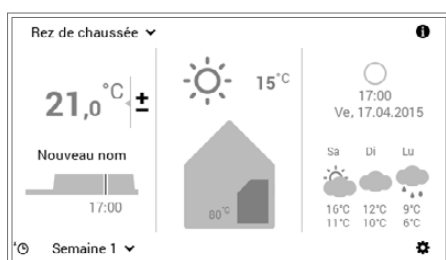 Rez de chaussée
21,0 °C ±
Nouveau nom
17:00
15°C
80°C
17:00
Ve, 17.04.2015
Sa Di Lu
16°C 12°C 9°C
11°C 10°C 6°C
Semaine 1